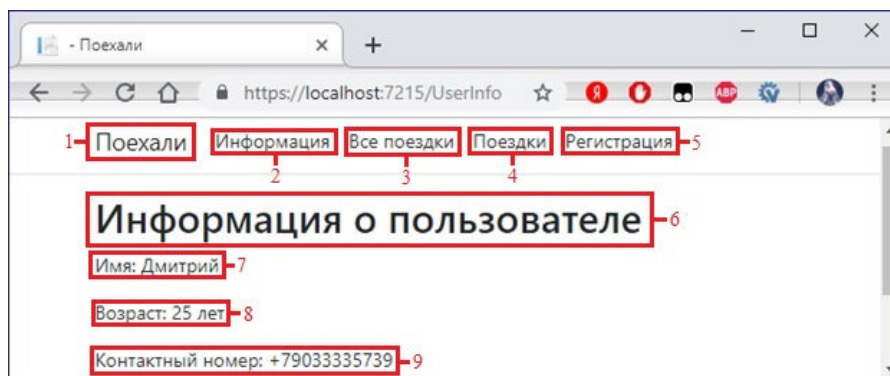 - Поехали
https://localhost:7215/UserInfo
Я
ABP
1 Поехали Информация Все поездки Поездки Регистрация 5
2 3 4
Информация о пользователе 6
Имя: Дмитрий 7
Возраст: 25 лет 8
Контактный номер: +79033335739 9